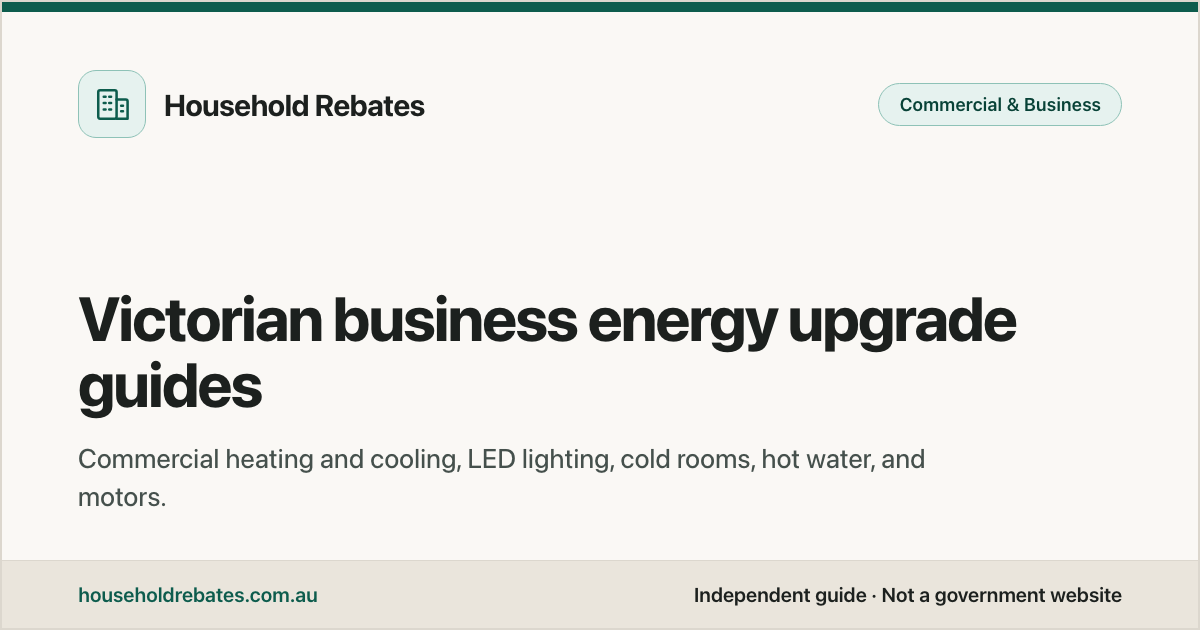 Household Rebates
Commercial & Business
Victorian business energy upgrade
guides
Commercial heating and cooling, LED lighting, cold rooms, hot water, and
motors.
householdrebates.com.au
Independent guide · Not a government website